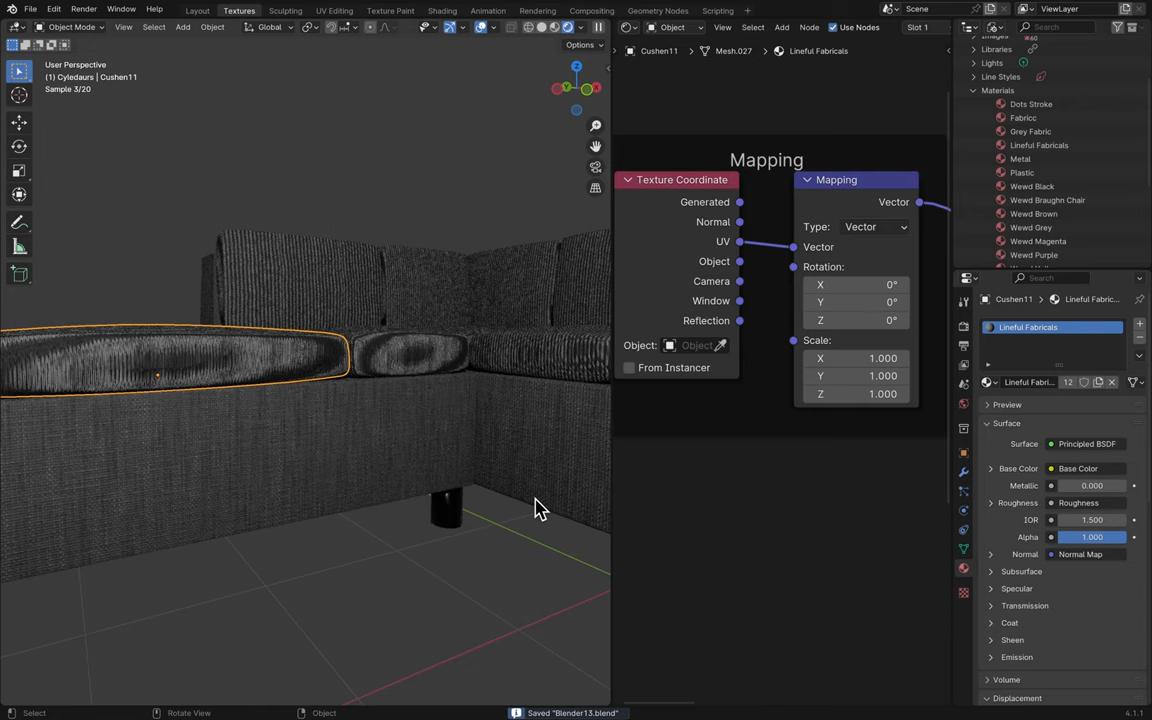 File Edit Render Window Help Layout Textures Sculpting UV Editing Texture Paint Shading Animation Rendering Compositing Geometry Nodes Scripting Scene ViewLayer
Object Mode Global Object View Select Add Node Use Nodes Slot 1 Search
Options
User Perspective
(1) Cyledaurs | Cushen11
Sample 3/20
Z
Y
X
Cushen11 > Mesh.027 > Lineful Fabricals
Mapping
Texture Coordinate
Generated
Normal
UV
Object
Camera
Window
Reflection
Object: Object
From Instancer
Mapping
Vector
Type: Vector
Vector
Rotation:
X 0°
Y 0°
Z 0°
Scale:
X 1.000
Y 1.000
Z 1.000
Libraries
Lights
Line Styles
Materials
Dots Stroke
Fabricc
Grey Fabric
Lineful Fabricals
Metal
Plastic
Wewd Black
Wewd Braughn Chair
Wewd Brown
Wewd Grey
Wewd Magenta
Wewd Purple
Search
Cushen11 > Lineful Fabric...
Lineful Fabricals
Lineful Fabri... 12
Preview
Surface
Surface Principled BSDF
Base Color Base Color
Metallic 0.000
Roughness Roughness
IOR 1.500
Alpha 1.000
Normal Normal Map
Subsurface
Specular
Transmission
Coat
Sheen
Emission
Volume
Displacement
Select Rotate View Object Saved "Blender13.blend" 4.1.1